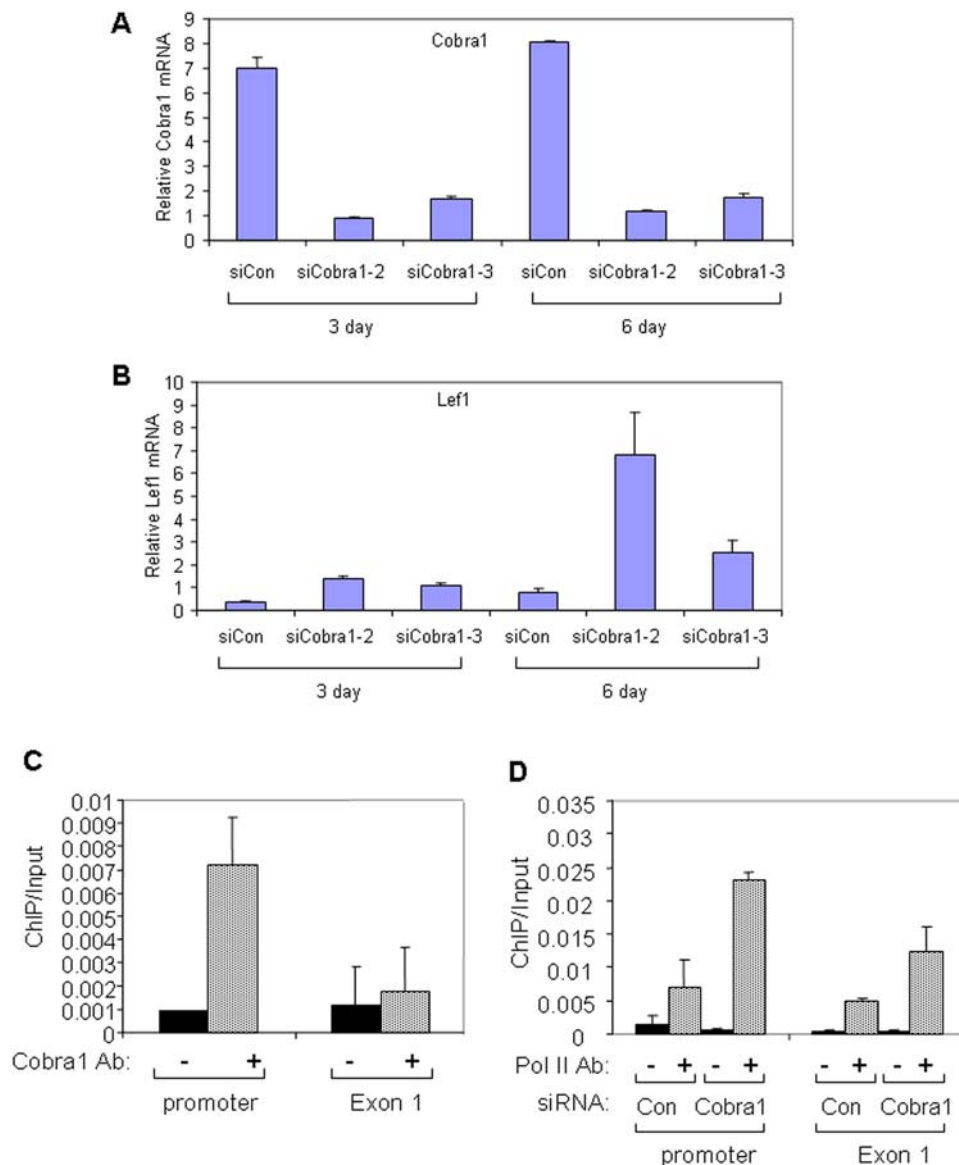 A
Cobra1
Relative Cobra1 mRNA
9
8
7
6
5
4
3
2
1
0
siCon siCobra1-2 siCobra1-3 siCon siCobra1-2 siCobra1-3
3 day 6 day
B
Lef1
Relative Lef1 mRNA
10
9
8
7
6
5
4
3
2
1
0
siCon siCobra1-2 siCobra1-3 siCon siCobra1-2 siCobra1-3
3 day 6 day
C
ChIP/Input
0.01
0.009
0.008
0.007
0.006
0.005
0.004
0.003
0.002
0.001
0
Cobra1 Ab: - + - +
promoter Exon 1
D
ChIP/Input
0.035
0.03
0.025
0.02
0.015
0.01
0.005
0
Pol II Ab: - + - + - + - +
siRNA: Con Cobra1 Con Cobra1
promoter Exon 1